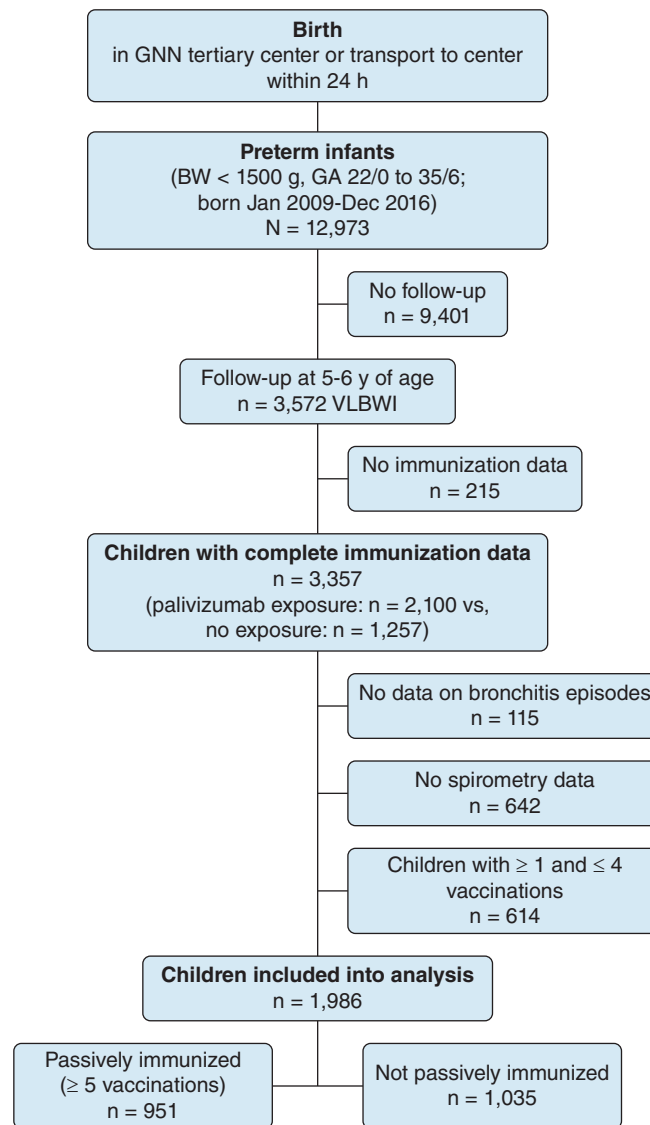 Birth
in GNN tertiary center or transport to center
within 24 h
Preterm infants
(BW < 1500 g, GA 22/0 to 35/6;
born Jan 2009-Dec 2016)
N = 12,973
No follow-up
n = 9,401
Follow-up at 5-6 y of age
n = 3,572 VLBWI
No immunization data
n = 215
Children with complete immunization data
n = 3,357
(palivizumab exposure: n = 2,100 vs,
no exposure: n = 1,257)
No data on bronchitis episodes
n = 115
No spirometry data
n = 642
Children with ≥ 1 and ≤ 4
vaccinations
n = 614
Children included into analysis
n = 1,986
Passively immunized
(≥ 5 vaccinations)
n = 951
Not passively immunized
n = 1,035